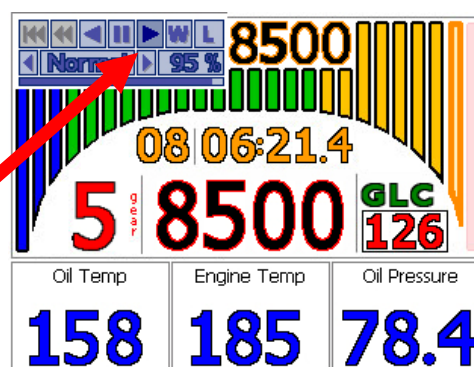 W L 8500
Normal 95 %
08 06:21.4
5 gear 8500 GLC
126
Oil Temp Engine Temp Oil Pressure
158 185 78.4